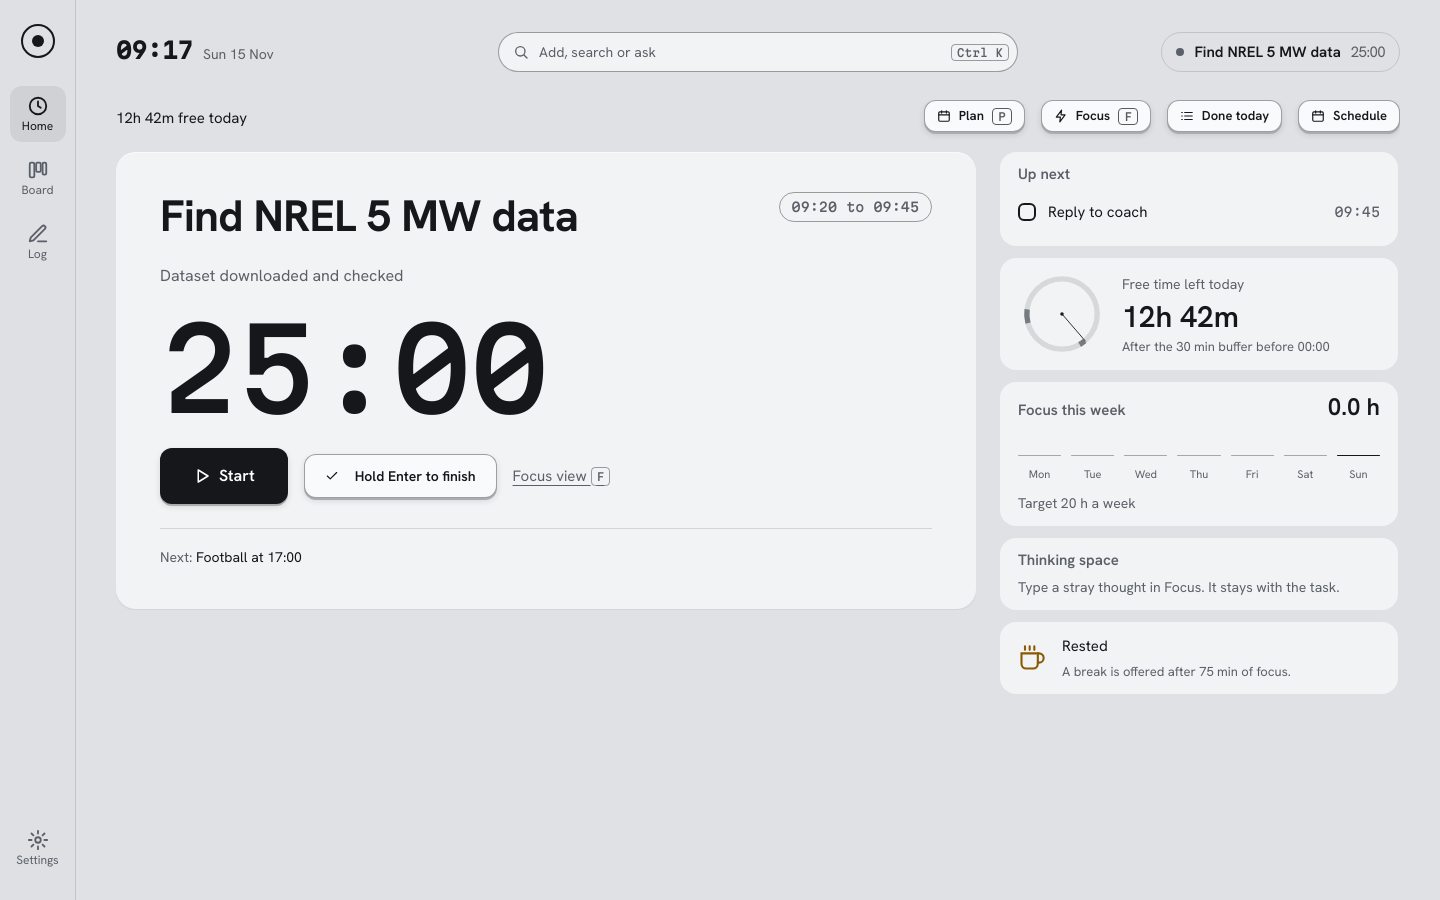 09:17 Sun 15 Nov
Add, search or ask Ctrl K
Find NREL 5 MW data 25:00
Home
Board
Log
Settings
12h 42m free today
Plan P
Focus F
Done today
Schedule
Find NREL 5 MW data
09:20 to 09:45
Dataset downloaded and checked
25:00
Start
Hold Enter to finish
Focus view F
Next: Football at 17:00
Up next
Reply to coach 09:45
Free time left today
12h 42m
After the 30 min buffer before 00:00
Focus this week 0.0 h
Mon Tue Wed Thu Fri Sat Sun
Target 20 h a week
Thinking space
Type a stray thought in Focus. It stays with the task.
Rested
A break is offered after 75 min of focus.